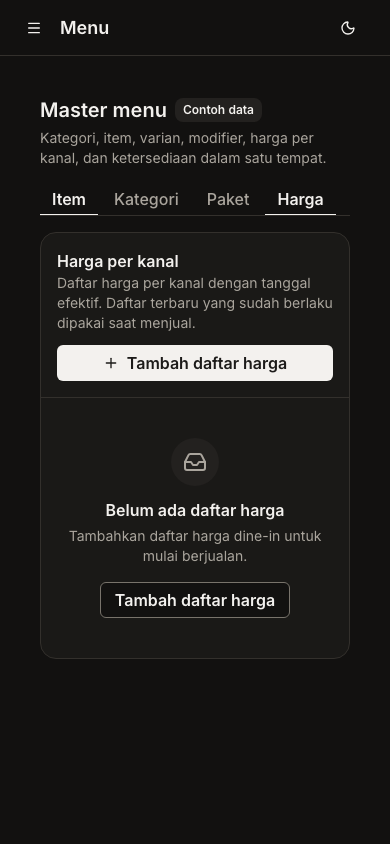 Menu
Master menu
Contoh data
Kategori, item, varian, modifier, harga per
kanal, dan ketersediaan dalam satu tempat.
Item
Kategori
Paket
Harga
Harga per kanal
Daftar harga per kanal dengan tanggal
efektif. Daftar terbaru yang sudah berlaku
dipakai saat menjual.
+ Tambah daftar harga
Belum ada daftar harga
Tambahkan daftar harga dine-in untuk
mulai berjualan.
Tambah daftar harga